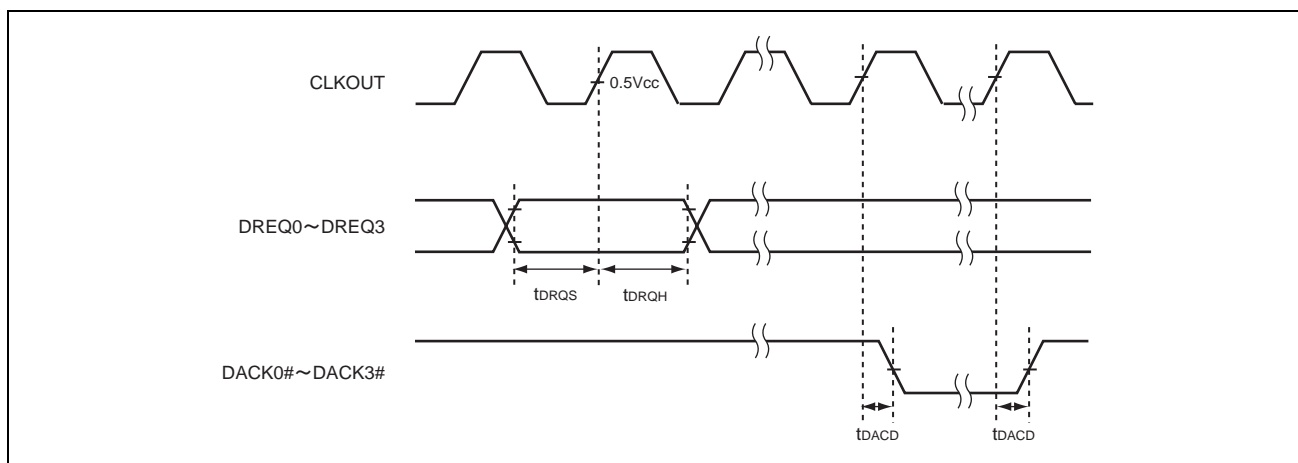 CLKOUT
0.5Vcc
DREQ0～DREQ3
tDRQS
tDRQH
DACK0#～DACK3#
tDACD
tDACD